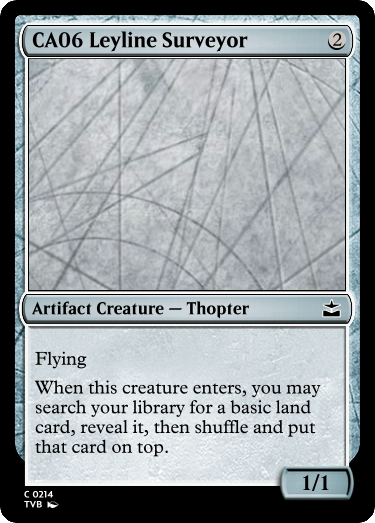 CA06 Leyline Surveyor 2
Artifact Creature — Thopter
Flying
When this creature enters, you may
search your library for a basic land
card, reveal it, then shuffle and put
that card on top.
1/1
C 0214
TVB